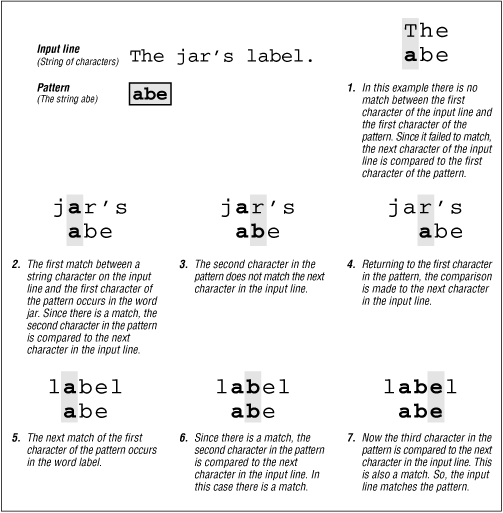 Input line
(String of characters)
The jar's label.
Pattern
(The string abe)
abe
The
abe
1. In this example there is no
match between the first
character of the input line and
the first character of the
pattern. Since it failed to match,
the next character of the input
line is compared to the first
character of the pattern.
jar's
abe
2. The first match between a
string character on the input
line and the first character of
the pattern occurs in the word
jar. Since there is a match, the
second character in the pattern
is compared to the next
character in the input line.
jar's
abe
3. The second character in the
pattern does not match the next
character in the input line.
jar's
abe
4. Returning to the first character
in the pattern, the comparison
is made to the next character
in the input line.
label
abe
5. The next match of the first
character of the pattern occurs
in the word label.
label
abe
6. Since there is a match, the
second character in the pattern
is compared to the next
character in the input line. In
this case there is a match.
label
abe
7. Now the third character in the
pattern is compared to the next
character in the input line. This
is also a match. So, the input
line matches the pattern.